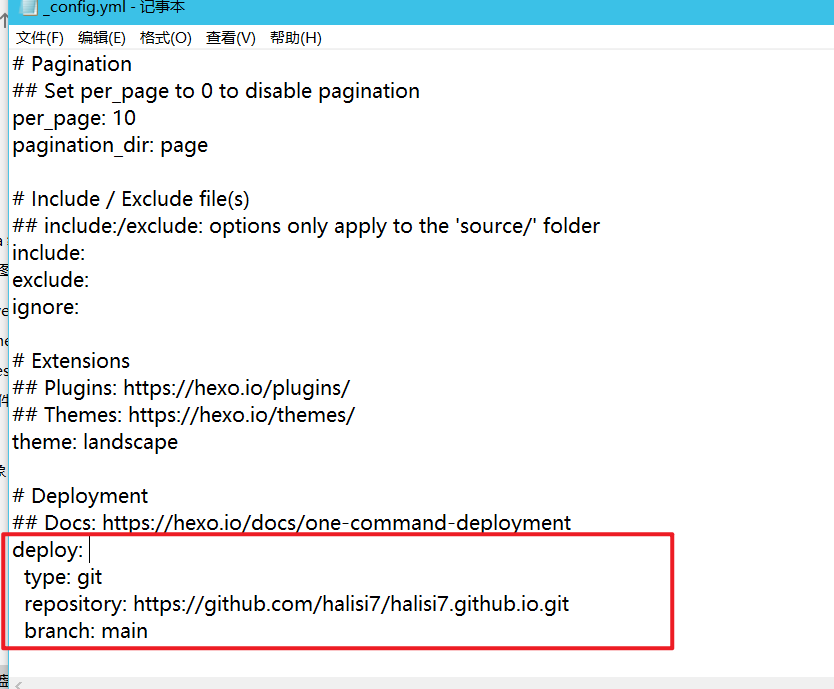 _config.yml - 记事本
文件(F) 编辑(E) 格式(O) 查看(V) 帮助(H)
# Pagination
## Set per_page to 0 to disable pagination
per_page: 10
pagination_dir: page
# Include / Exclude file(s)
## include:/exclude: options only apply to the 'source/' folder
include:
exclude:
ignore:
# Extensions
## Plugins: https://hexo.io/plugins/
## Themes: https://hexo.io/themes/
theme: landscape
# Deployment
## Docs: https://hexo.io/docs/one-command-deployment
deploy:
type: git
repository: https://github.com/halisi7/halisi7.github.io.git
branch: main